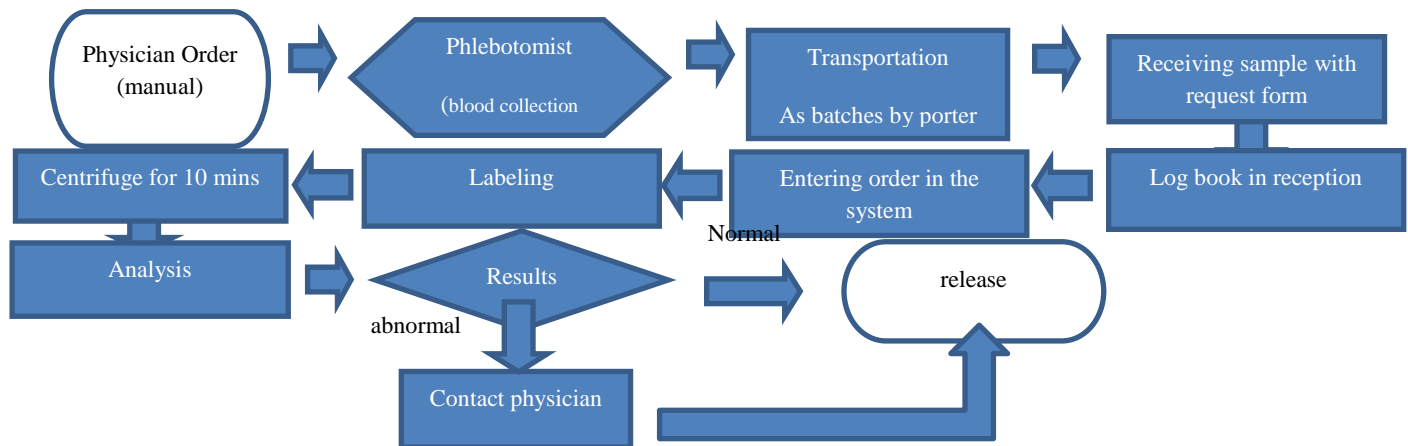 Physician Order
(manual)
Phlebotomist
(blood collection
Transportation
As batches by porter
Receiving sample with
request form
Centrifuge for 10 mins
Labeling
Entering order in the
system
Log book in reception
Analysis
Results
Normal
release
abnormal
Contact physician